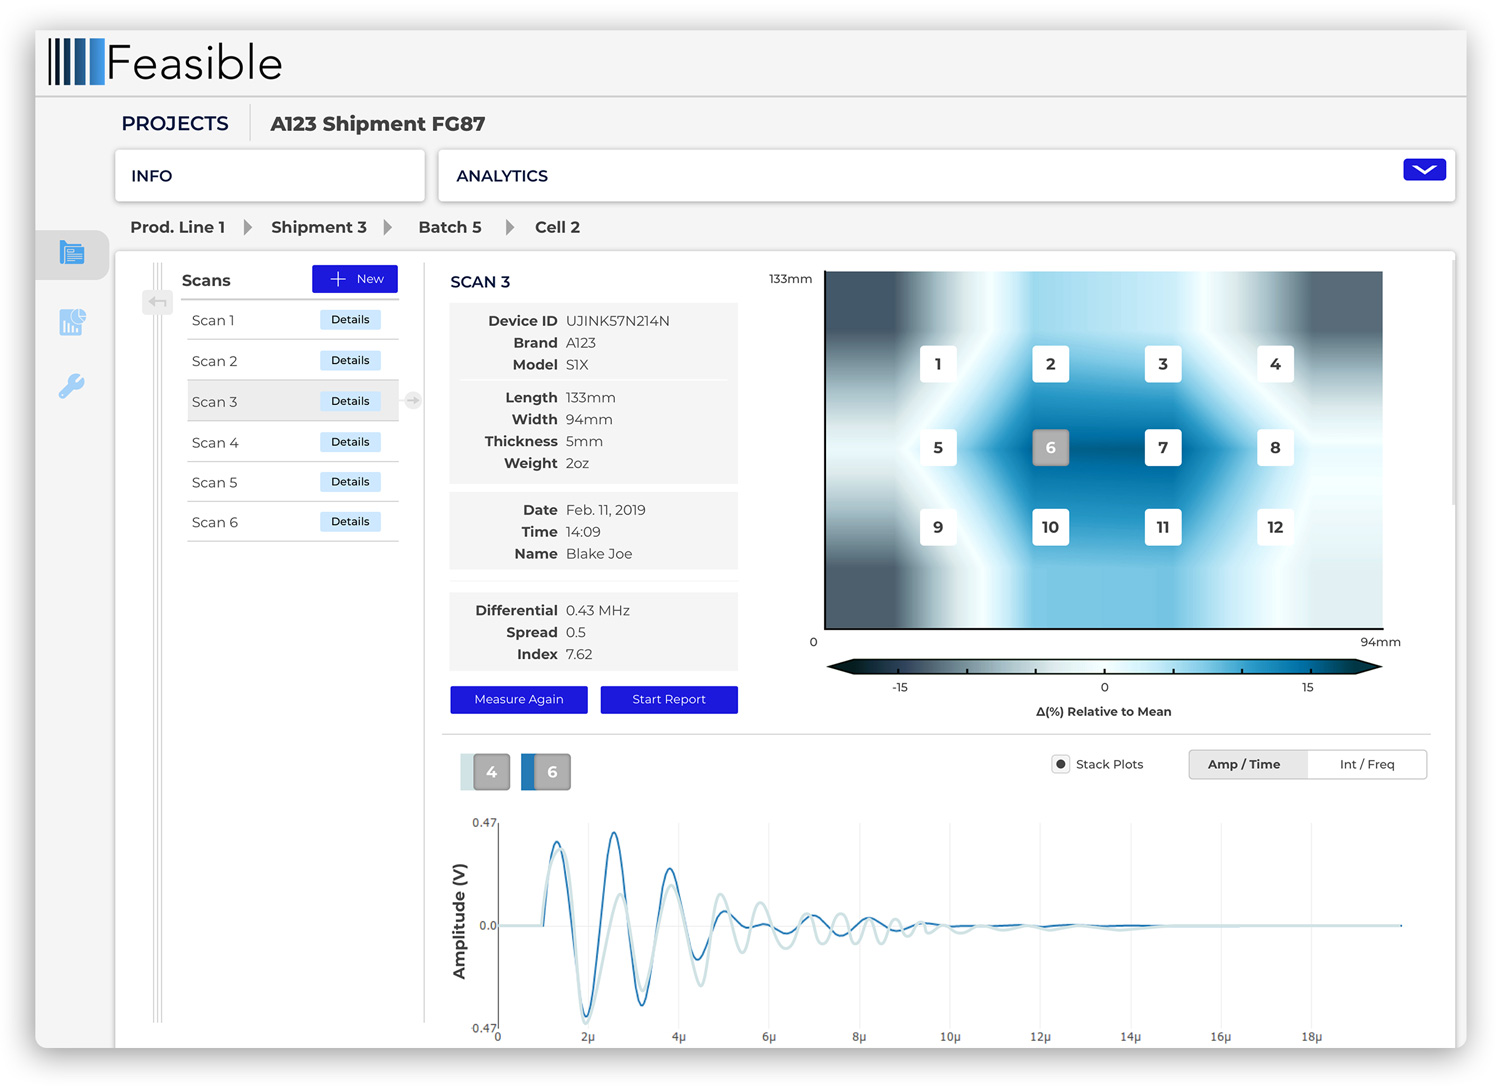 Feasible
PROJECTS A123 Shipment FG87
INFO
ANALYTICS
Prod. Line 1 Shipment 3 Batch 5 Cell 2
Scans
+ New
Scan 1 Details
Scan 2 Details
Scan 3 Details
Scan 4 Details
Scan 5 Details
Scan 6 Details
SCAN 3
Device ID UJINK57N214N
Brand A123
Model S1X
Length 133mm
Width 94mm
Thickness 5mm
Weight 2oz
Date Feb. 11, 2019
Time 14:09
Name Blake Joe
Differential 0.43 MHz
Spread 0.5
Index 7.62
Measure Again Start Report
133mm
1 2 3 4
5 6 7 8
9 10 11 12
0 94mm
-15 0 15
Δ(%) Relative to Mean
4 6
Stack Plots
Amp / Time Int / Freq
Amplitude (V)
0.47
0.0
-0.47
0 2μ 4μ 6μ 8μ 10μ 12μ 14μ 16μ 18μ